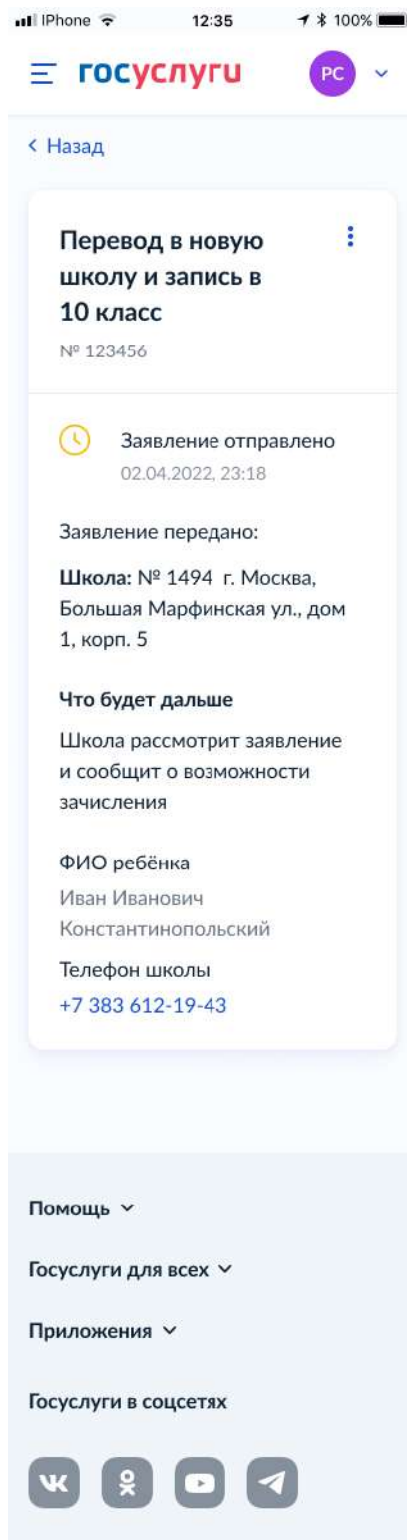 IPhone 12:35 100%
госуслуги РС
Назад
Перевод в новую
школу и запись в
10 класс
№ 123456
Заявление отправлено
02.04.2022, 23:18
Заявление передано:
Школа: № 1494 г. Москва,
Большая Марфинская ул., дом
1, корп. 5
Что будет дальше
Школа рассмотрит заявление
и сообщит о возможности
зачисления
ФИО ребёнка
Иван Иванович
Константинопольский
Телефон школы
+7 383 612-19-43
Помощь
Госуслуги для всех
Приложения
Госуслуги в соцсетях